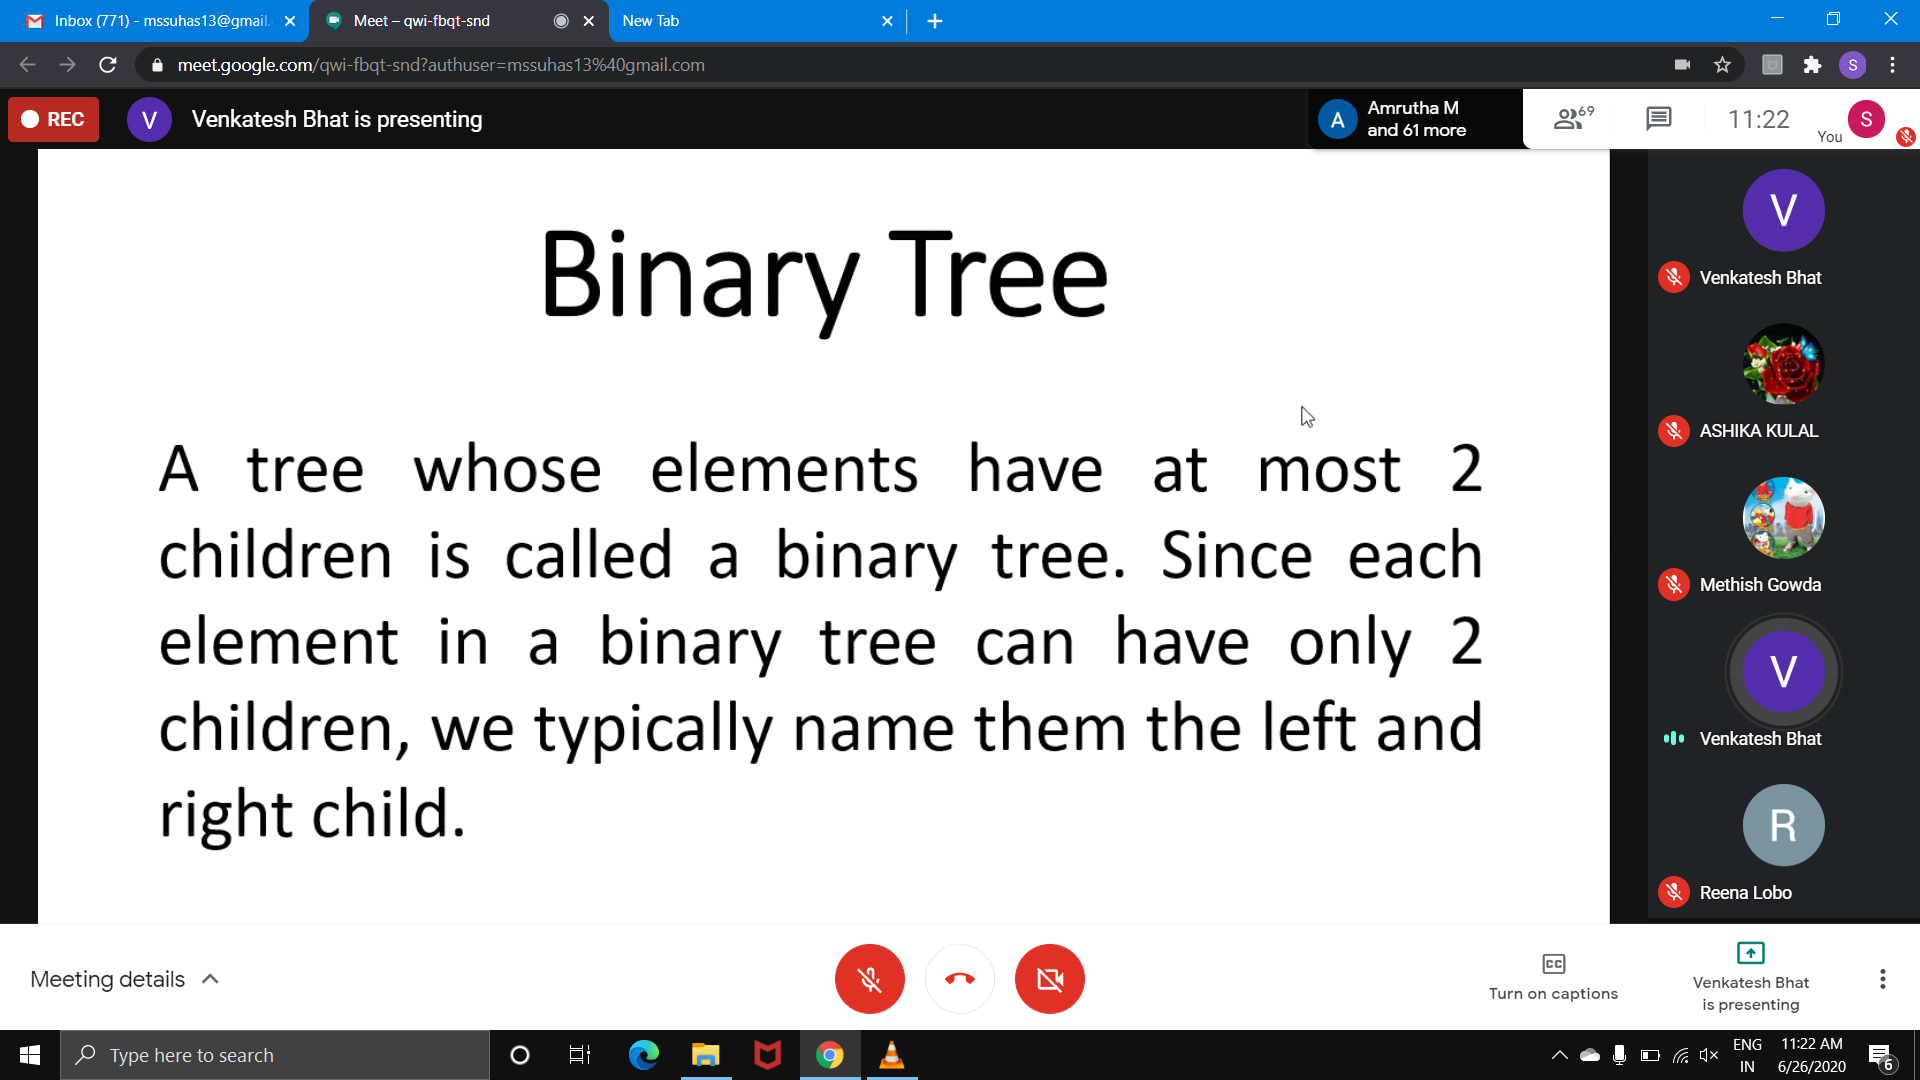 Inbox (771) - mssuhas13@gmail.
Meet – qwi-fbqt-snd
New Tab
meet.google.com/qwi-fbqt-snd?authuser=mssuhas13%40gmail.com
S
REC
V
Venkatesh Bhat is presenting
A
Amrutha M
and 61 more
69
11:22
You
S
Binary Tree
A tree whose elements have at most 2
children is called a binary tree. Since each
element in a binary tree can have only 2
children, we typically name them the left and
right child.
V
Venkatesh Bhat
ASHIKA KULAL
Methish Gowda
V
Venkatesh Bhat
R
Reena Lobo
Meeting details
CC
Turn on captions
Venkatesh Bhat
is presenting
Type here to search
ENG
IN
11:22 AM
6/26/2020
6